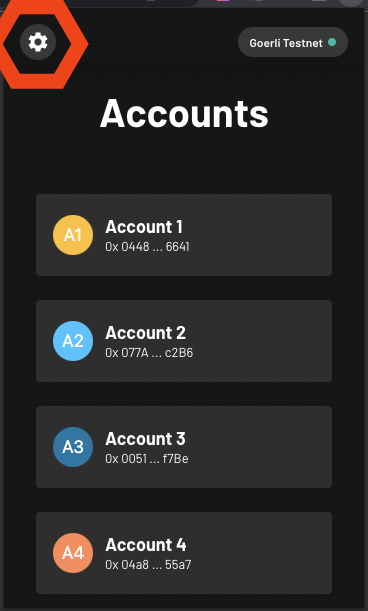 Goerli Testnet
Accounts
A1
Account 1
0x 0448 ... 6641
A2
Account 2
0x 077A ... c2B6
A3
Account 3
0x 0051 ... f7Be
A4
Account 4
0x 04a8 ... 55a7